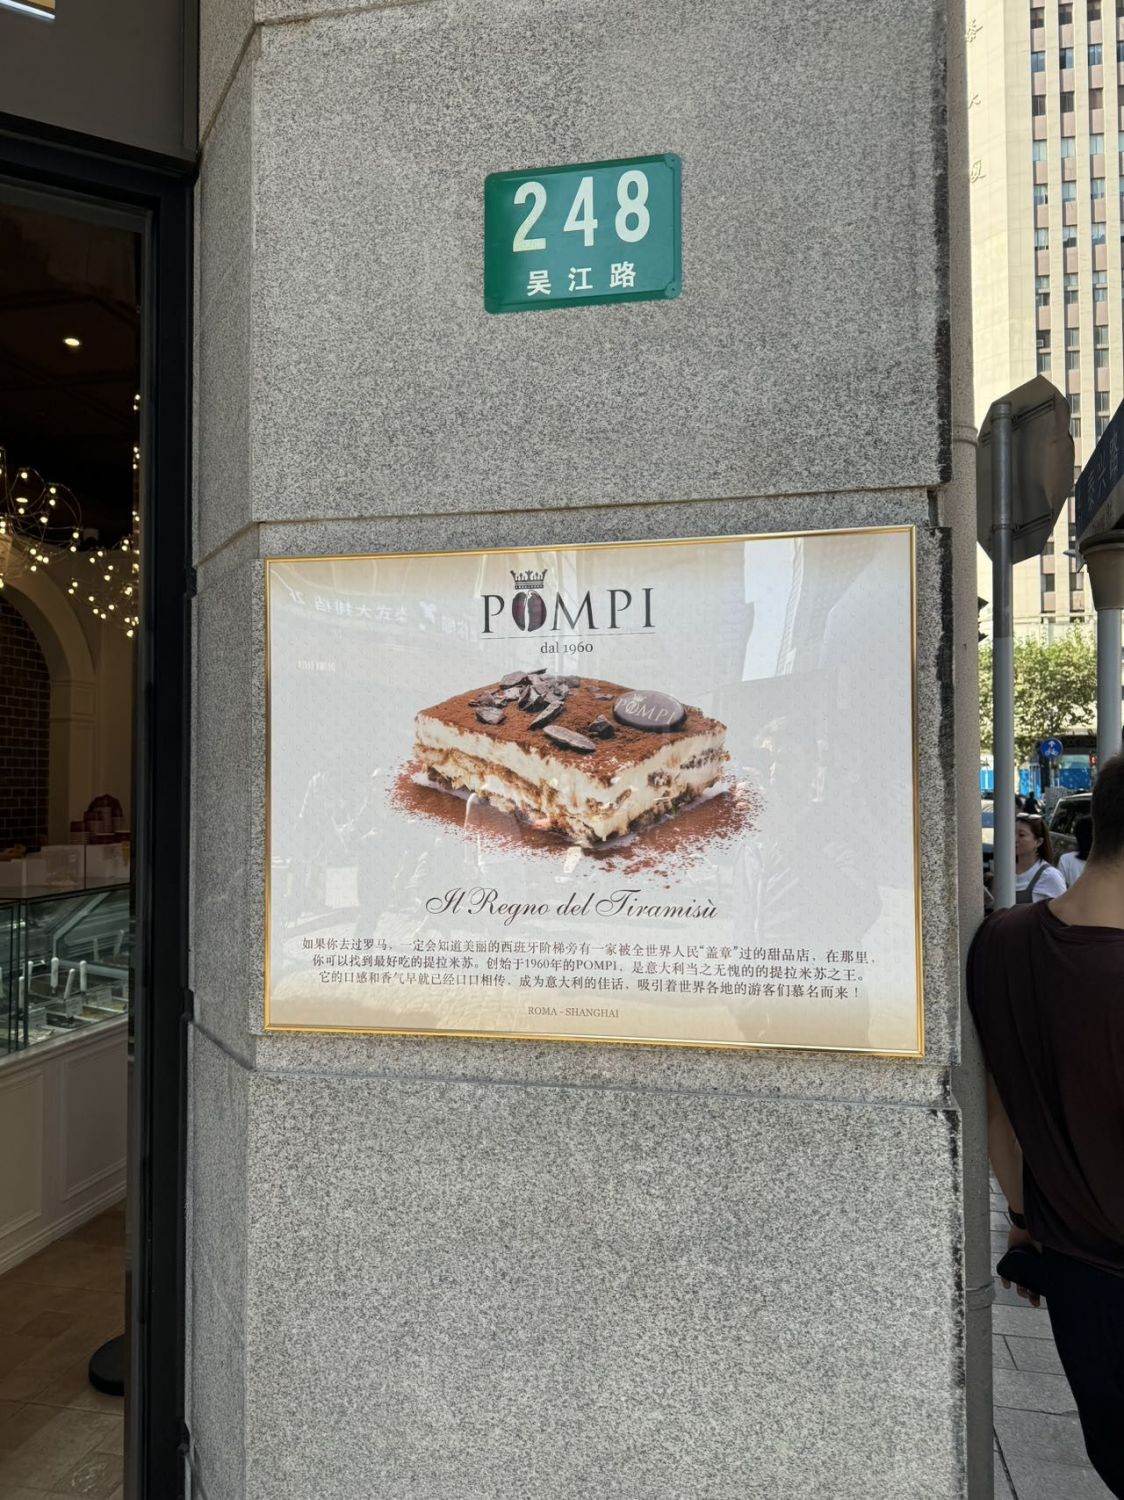 248
吴江路
POMPI
dal 1960
POMPI
Il Regno del Tiramisù
如果你去过罗马，一定会知道美丽的西班牙阶梯旁有一家被全世界人民“盖章”过的甜品店，在那里，
你可以找到最好吃的提拉米苏。创始于1960年的POMPI，是意大利当之无愧的的提拉米苏之王。
它的口感和香气早就已经口口相传，成为意大利的佳话，吸引着世界各地的游客们慕名而来！
ROMA - SHANGHAI